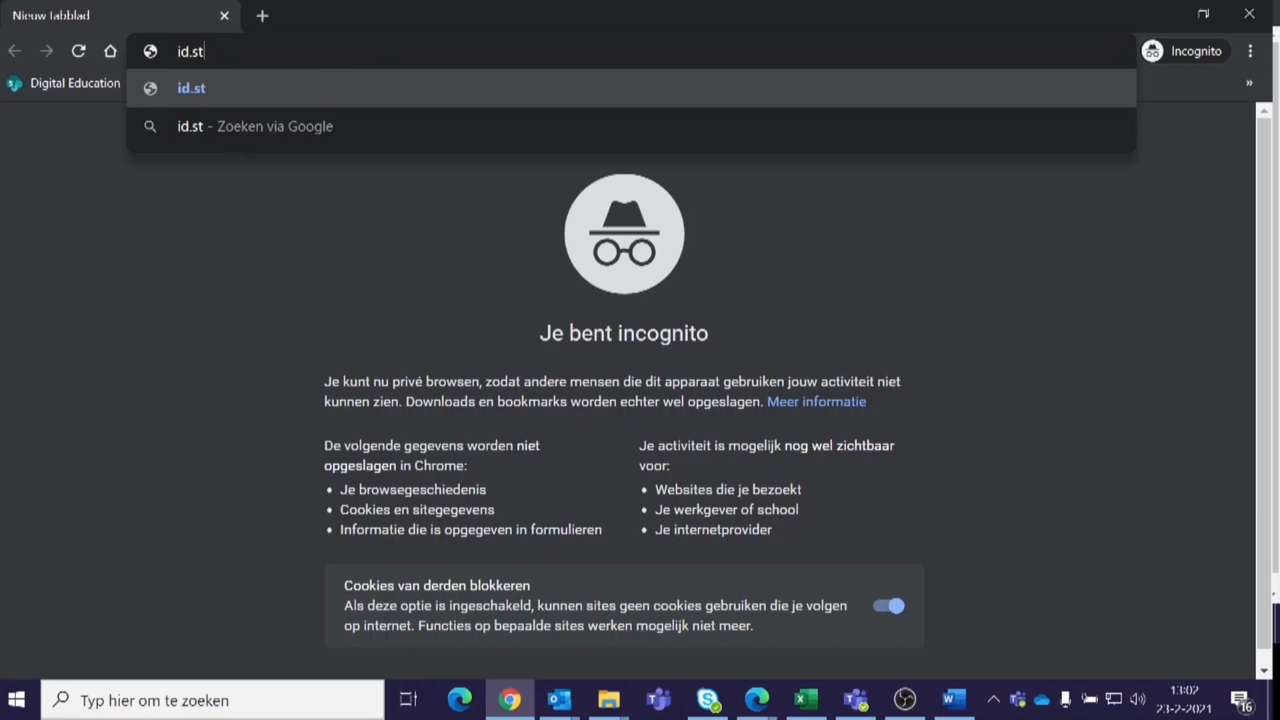 Nieuw tabblad
id.st
Incognito
Digital Education
»
id.st
id.st - Zoeken via Google
Je bent incognito
Je kunt nu privé browsen, zodat andere mensen die dit apparaat gebruiken jouw activiteit niet
kunnen zien. Downloads en bookmarks worden echter wel opgeslagen. Meer informatie
De volgende gegevens worden niet
opgeslagen in Chrome:
• Je browsegeschiedenis
• Cookies en sitegegevens
• Informatie die is opgegeven in formulieren
Je activiteit is mogelijk nog wel zichtbaar
voor:
• Websites die je bezoekt
• Je werkgever of school
• Je internetprovider
Cookies van derden blokkeren
Als deze optie is ingeschakeld, kunnen sites geen cookies gebruiken die je volgen
op internet. Functies op bepaalde sites werken mogelijk niet meer.
Typ hier om te zoeken
13:02
23-2-2021
16